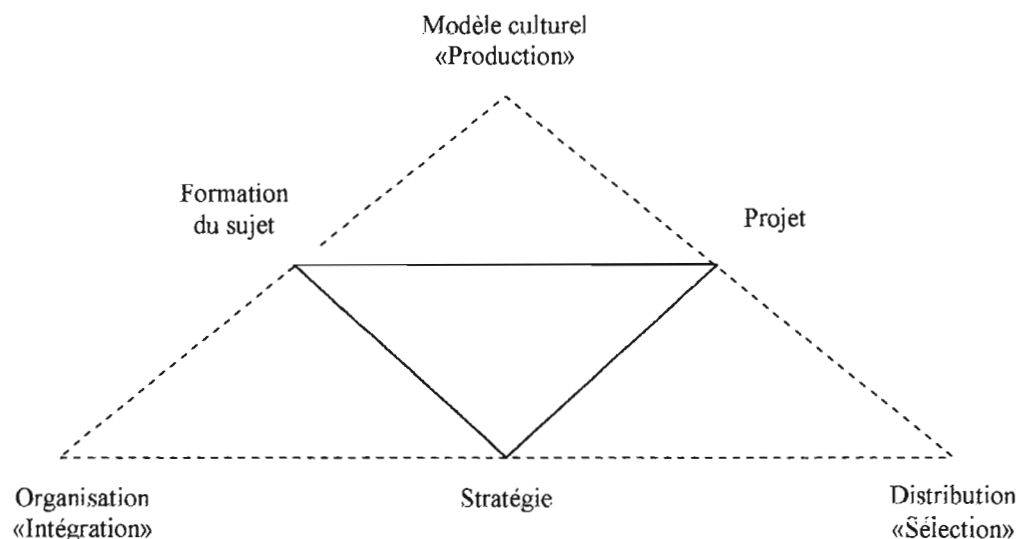 Modèle culturel
«Production»
Formation
du sujet
Projet
Organisation
«Intégration»
Stratégie
Distribution
«Sélection»